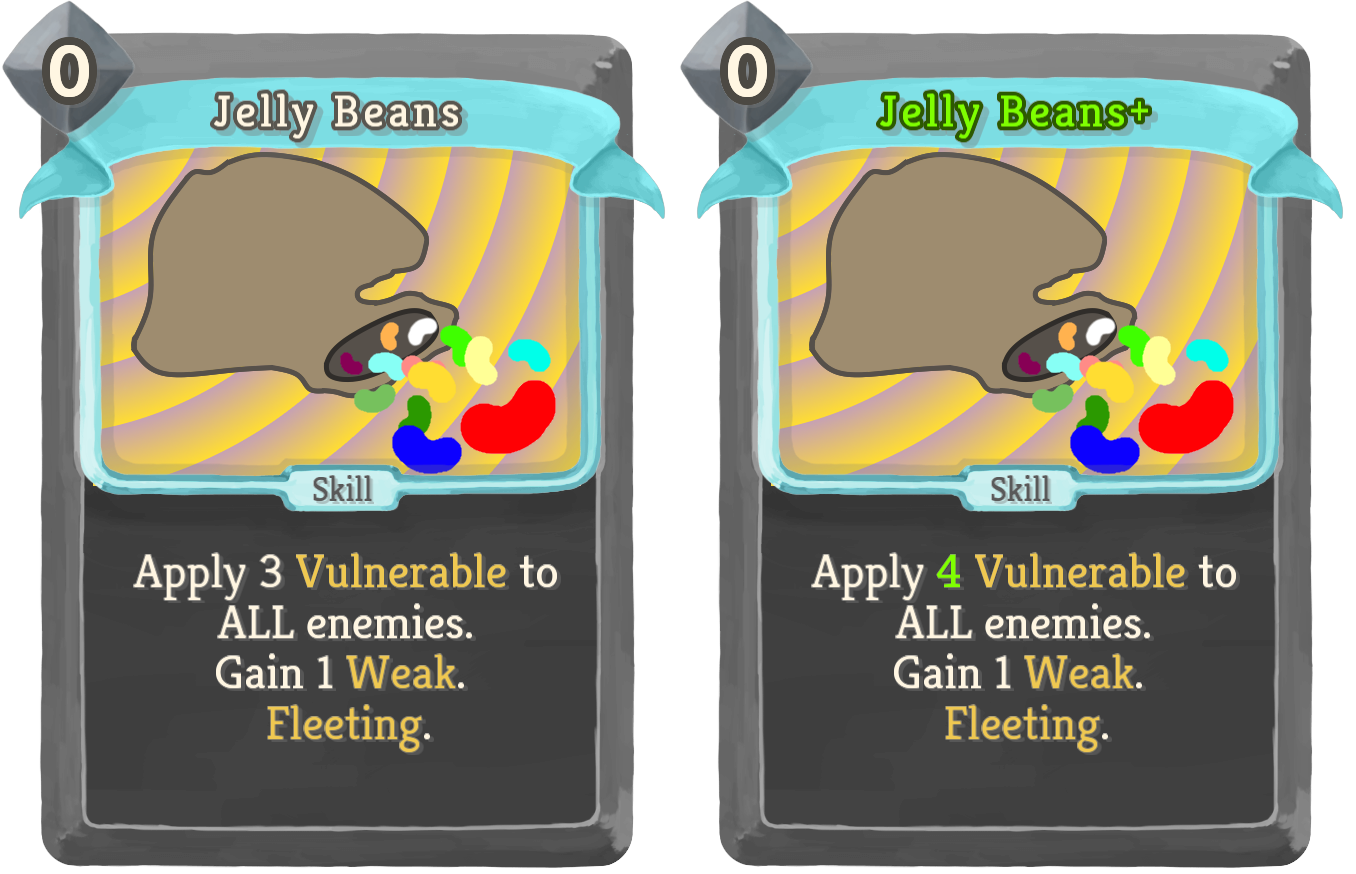 0
Jelly Beans
Skill
Apply 3 Vulnerable to
ALL enemies.
Gain 1 Weak.
Fleeting.
0
Jelly Beans+
Skill
Apply 4 Vulnerable to
ALL enemies.
Gain 1 Weak.
Fleeting.